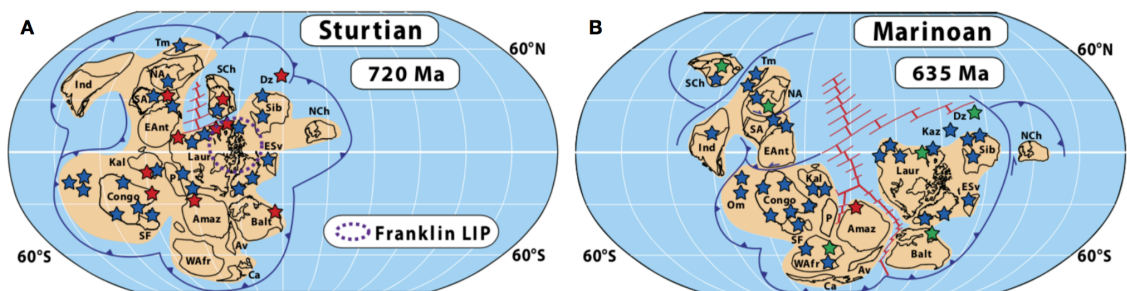 A
Sturtian
720 Ma
60°N
Tm
Ind
NA
SCh
Dz
SA
Sib
NCh
EAnt
Laur
ESv
Kal
P
Congo
Amaz
Balt
SF
Av
WAfr
Ca
Franklin LIP
60°S
B
Marinoan
635 Ma
60°N
Tm
SCh
NA
Dz
Kaz
SA
Ind
EAnt
Sib
NCh
Laur
Kal
ESv
Om
Congo
P
Amaz
SF
WAfr
Balt
Av
Ca
60°S
60°S